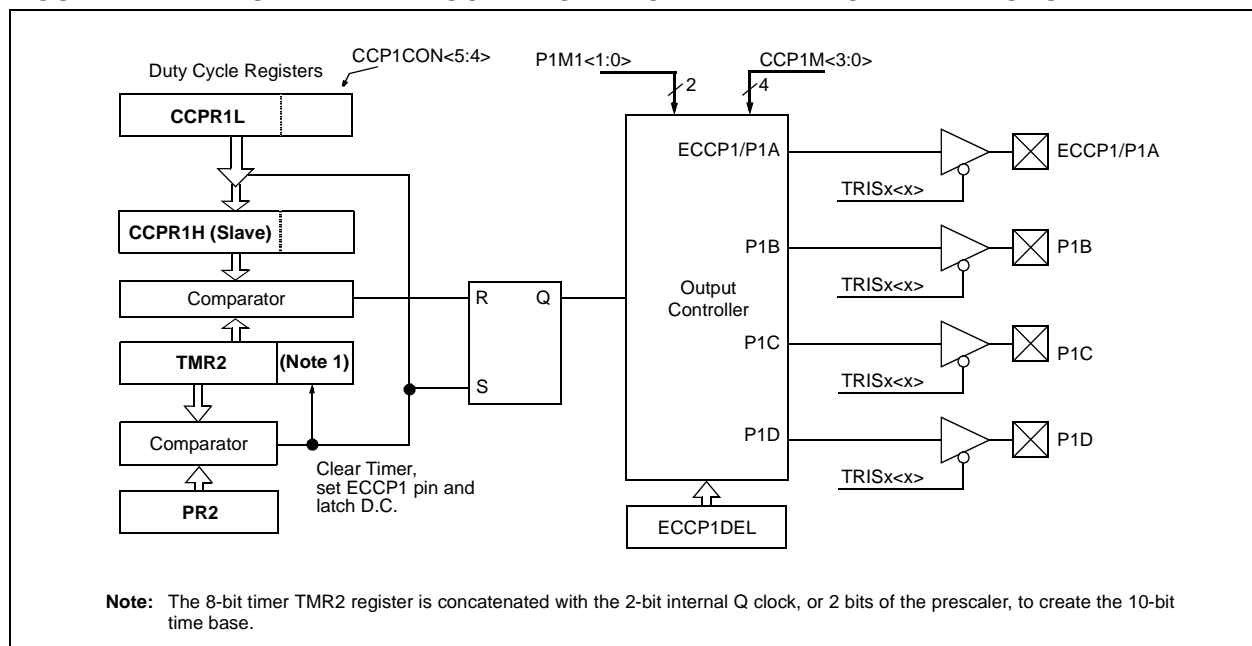 CCP1CON<5:4>
Duty Cycle Registers
CCPR1L
CCPR1H (Slave)
Comparator
TMR2
(Note 1)
Comparator
PR2
Clear Timer,
set ECCP1 pin and
latch D.C.
R
Q
S
P1M1<1:0>
2
CCP1M<3:0>
4
Output
Controller
ECCP1/P1A
P1B
P1C
P1D
ECCP1DEL
TRISx<x>
ECCP1/P1A
TRISx<x>
P1B
TRISx<x>
P1C
TRISx<x>
P1D
Note: The 8-bit timer TMR2 register is concatenated with the 2-bit internal Q clock, or 2 bits of the prescaler, to create the 10-bit
time base.